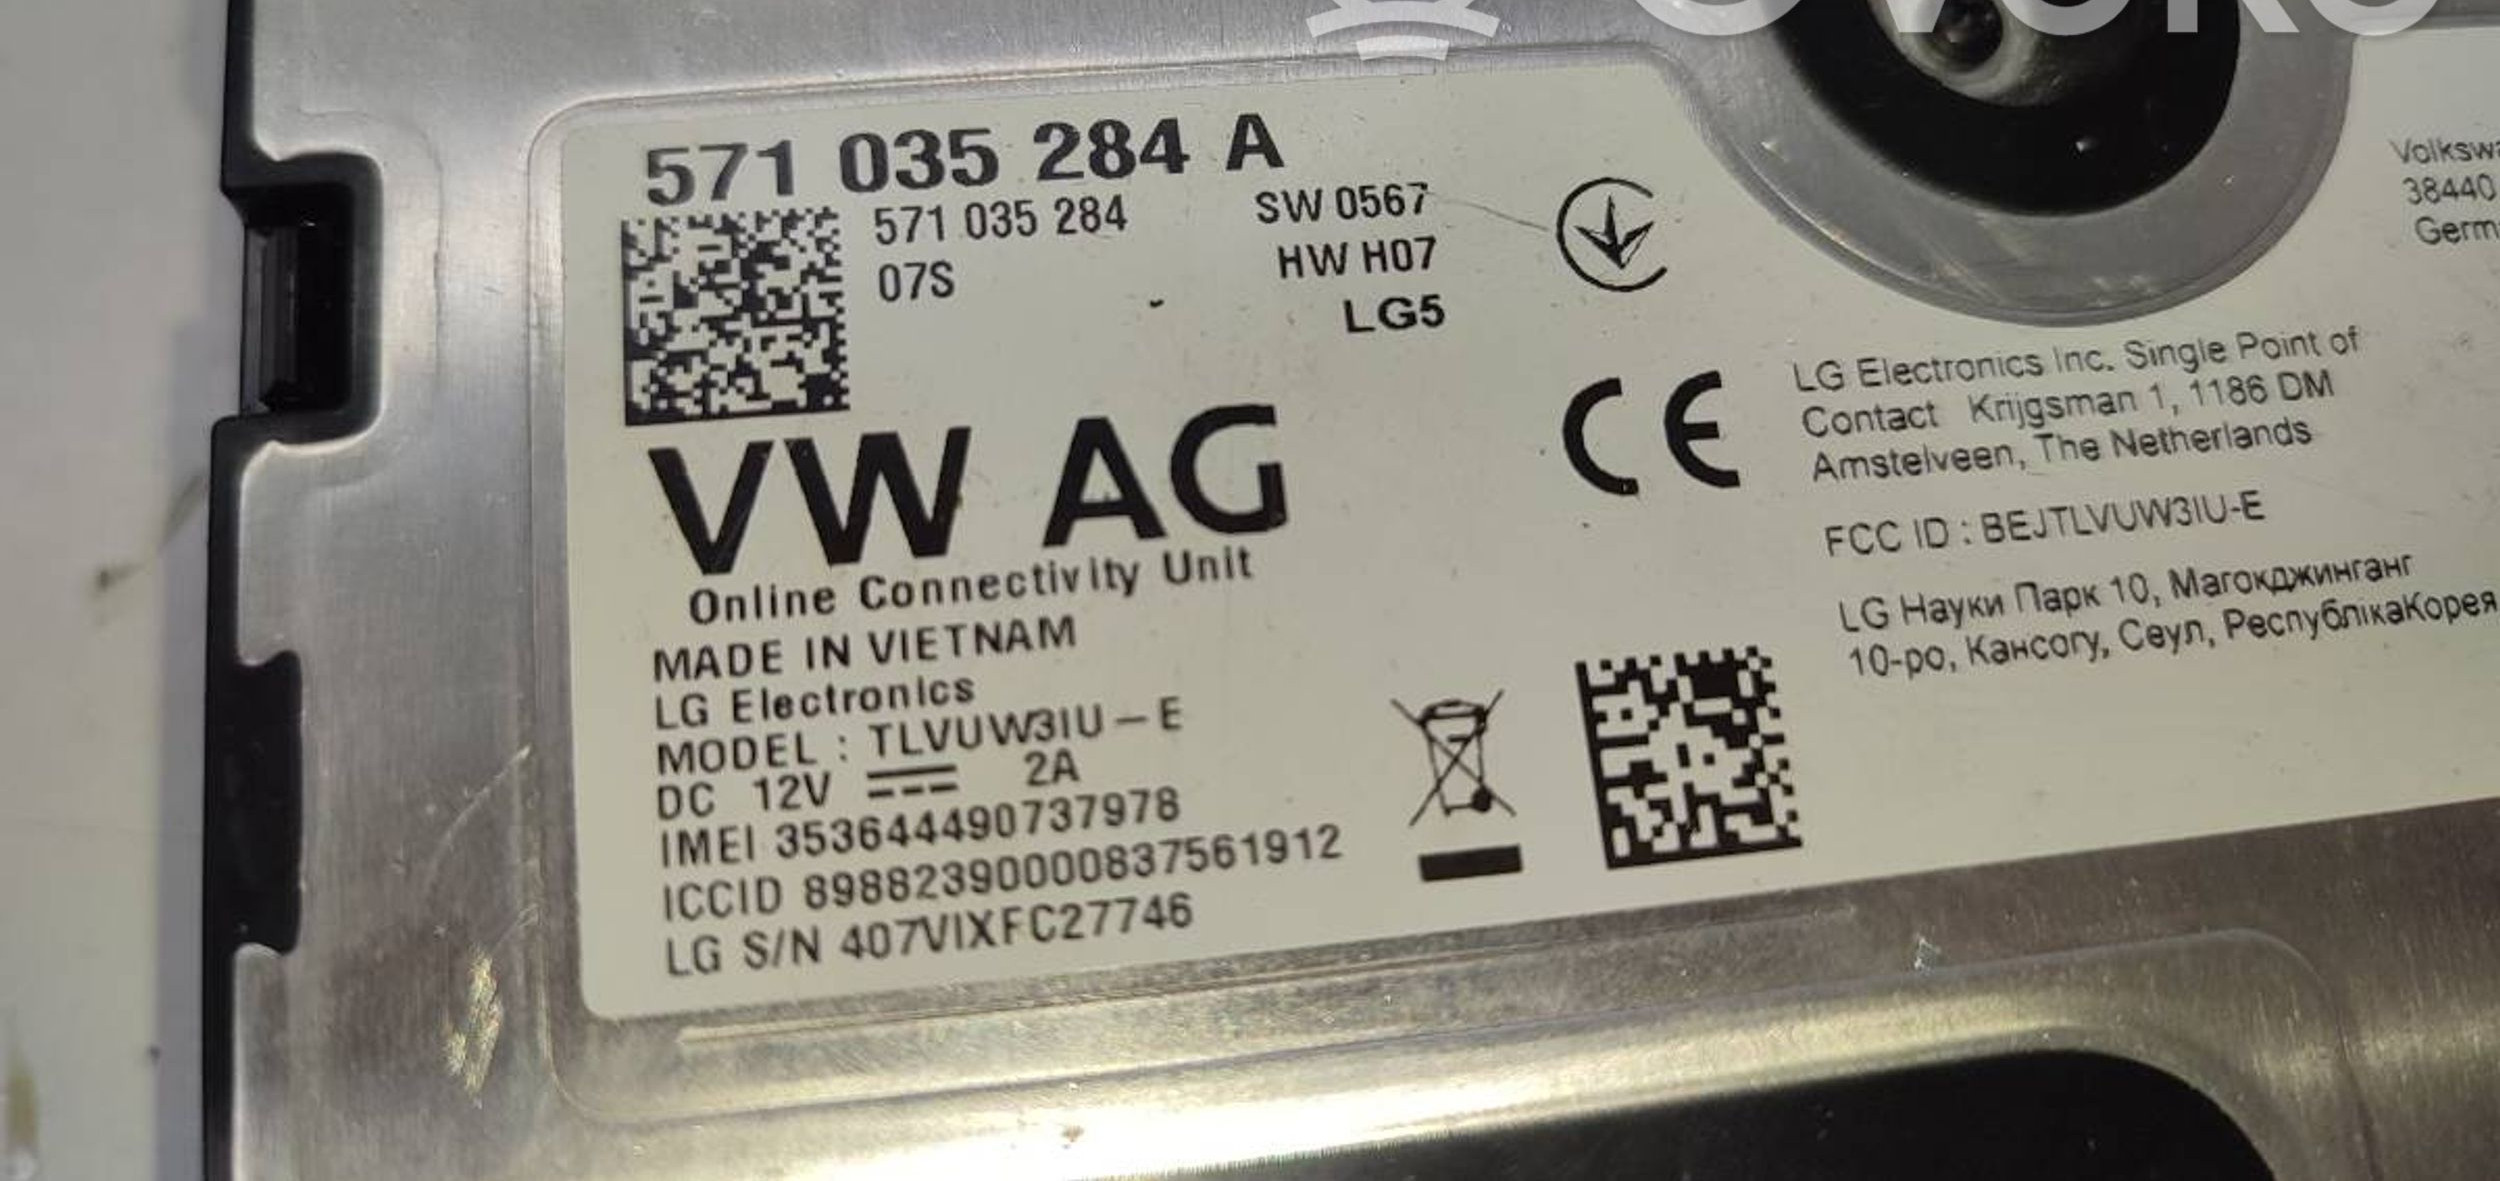 571 035 284 A
571 035 284
07S
SW 0567
HW H07
LG5
VW AG
Online Connectivity Unit
MADE IN VIETNAM
LG Electronics
MODEL : TLVUW3IU – E
DC 12V 2A
IMEI 353644490737978
ICCID 89882390000837561912
LG S/N 407VIXFC27746
CE
LG Electronics Inc. Single Point of
Contact Krijgsman 1, 1186 DM
Amstelveen, The Netherlands
FCC ID : BEJTLVUW3IU-E
LG Науки Парк 10, Магокджинганг
10-ро, Кансогу, Сеул, РеспублікаКорея
38440